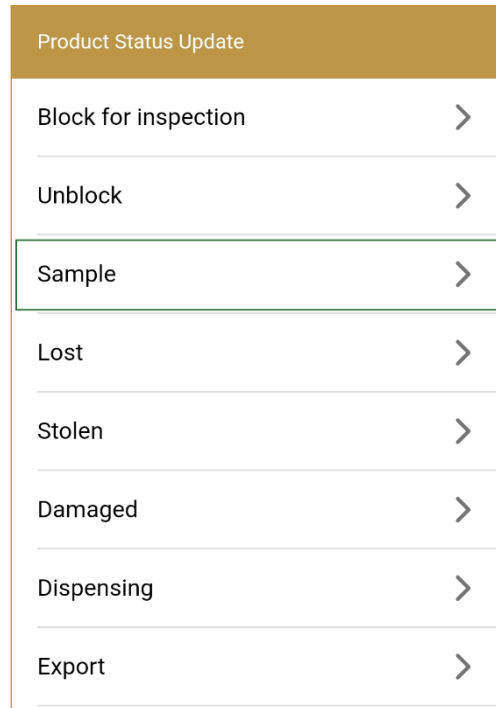 Product Status Update
Block for inspection
Unblock
Sample
Lost
Stolen
Damaged
Dispensing
Export